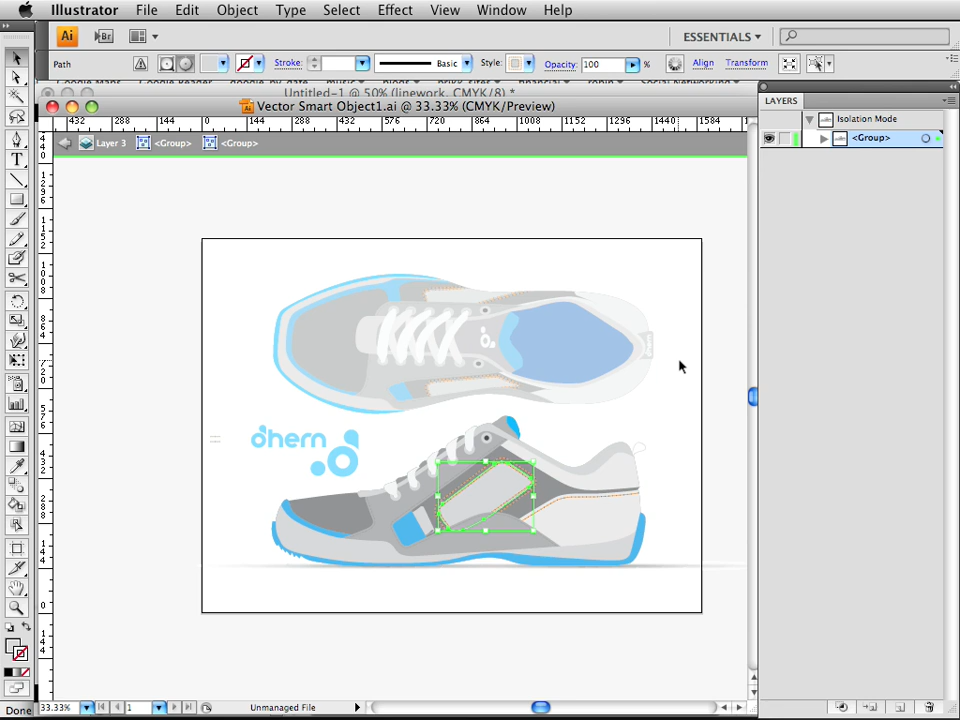 Illustrator File Edit Object Type Select Effect View Window Help
Ai Br ESSENTIALS
Path Stroke: Basic Style: Opacity: 100 % Align Transform
Untitled-1 @ 50% (linework, CMYK/8) *
Vector Smart Object1.ai @ 33.33% (CMYK/Preview)
432 288 144 0 144 288 432 576 720 864 1008 1152 1296 1440 1584
Layer 3 <Group> <Group>
LAYERS
Isolation Mode
<Group>
dhern
33.33% 1 Unmanaged File
Done